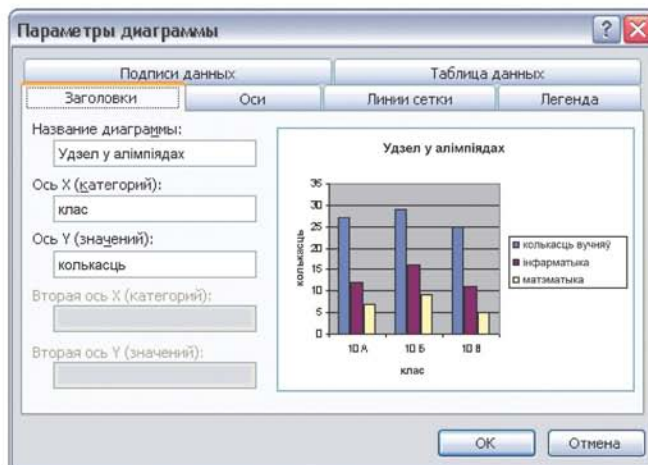 Параметры диаграммы
Подписи данных
Таблица данных
Заголовки
Оси
Линии сетки
Легенда
Название диаграммы:
Удзел у алімпіядах
Ось X (категорий):
клас
Ось Y (значений):
колькасць
Вторая ось X (категорий):
Вторая ось Y (значений):
Удзел у алімпіядах
колькасць
35
30
25
20
15
10
5
0
10 А
10 Б
10 В
клас
колькасць вучняў
інфарматыка
матэматыка
ОК
Отмена